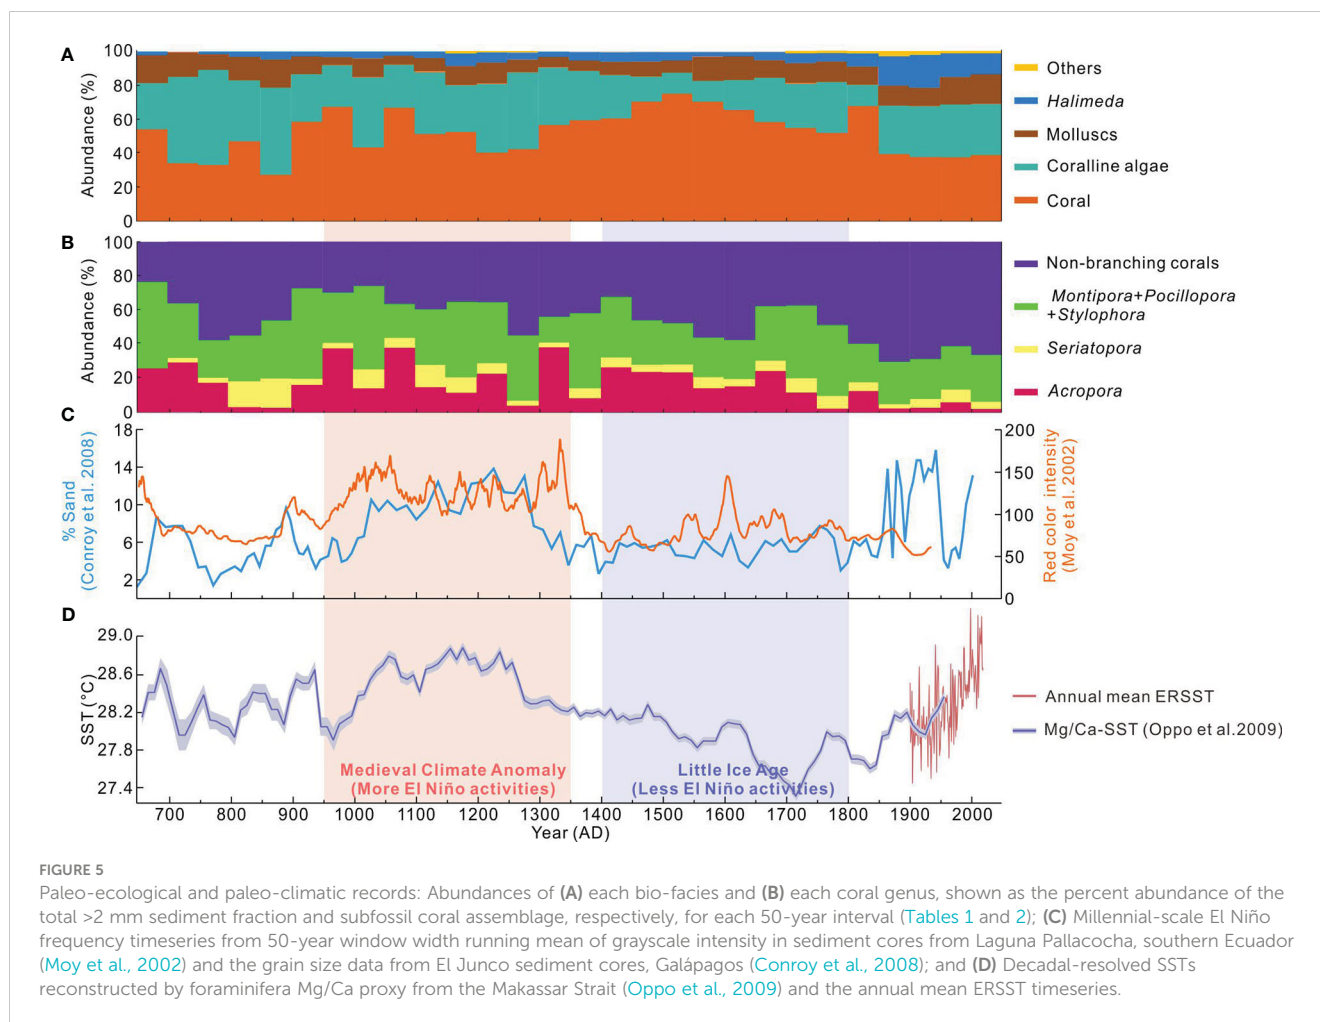 A
100
80
60
40
20
0
Abundance (%)
Others
Halimeda
Molluscs
Coralline algae
Coral
B
100
80
60
40
20
0
Abundance (%)
Non-branching corals
Montipora+Pocillopora
+Stylophora
Seriatopora
Acropora
C
18
14
10
6
2
% Sand
(Conroy et al. 2008)
200
150
100
50
0
Red color intensity
(Moy et al. 2002)
D
29.0
28.6
28.2
27.8
27.4
SST (°C)
Annual mean ERSST
Mg/Ca-SST (Oppo et al.2009)
Medieval Climate Anomaly
(More El Niño activities)
Little Ice Age
(Less El Niño activities)
700 800 900 1000 1100 1200 1300 1400 1500 1600 1700 1800 1900 2000
Year (AD)
FIGURE 5
Paleo-ecological and paleo-climatic records: Abundances of (A) each bio-facies and (B) each coral genus, shown as the percent abundance of the
total >2 mm sediment fraction and subfossil coral assemblage, respectively, for each 50-year interval (Tables 1 and 2); (C) Millennial-scale El Niño
frequency timeseries from 50-year window width running mean of grayscale intensity in sediment cores from Laguna Pallacocha, southern Ecuador
(Moy et al., 2002) and the grain size data from El Junco sediment cores, Galápagos (Conroy et al., 2008); and (D) Decadal-resolved SSTs
reconstructed by foraminifera Mg/Ca proxy from the Makassar Strait (Oppo et al., 2009) and the annual mean ERSST timeseries.